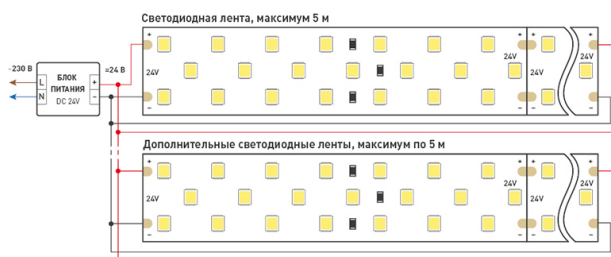 Светодиодная лента, максимум 5 м
~230 В
=24 В
+
+
+
+
24V
24V
24V
24V
L
БЛОК
+
N
ПИТАНИЯ
−
DC 24V
−
−
−
−
Дополнительные светодиодные ленты, максимум по 5 м
+
+
+
+
24V
24V
24V
24V
−
−
−
−